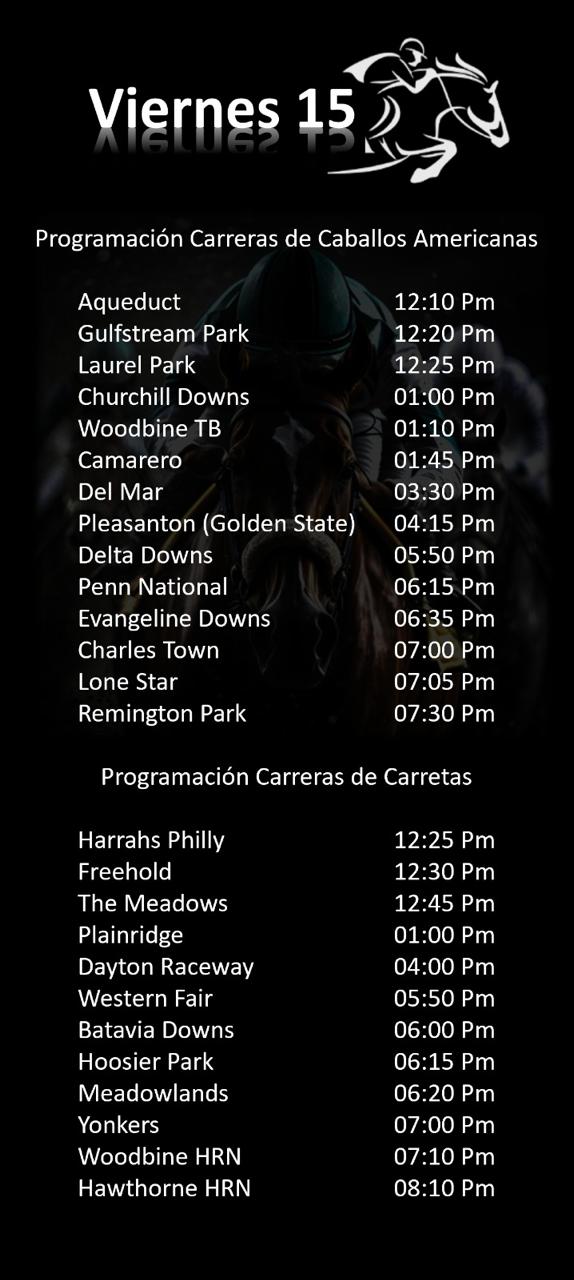 Viernes 15
Programación Carreras de Caballos Americanas
Aqueduct 12:10 Pm
Gulfstream Park 12:20 Pm
Laurel Park 12:25 Pm
Churchill Downs 01:00 Pm
Woodbine TB 01:10 Pm
Camarero 01:45 Pm
Del Mar 03:30 Pm
Pleasanton (Golden State) 04:15 Pm
Delta Downs 05:50 Pm
Penn National 06:15 Pm
Evangeline Downs 06:35 Pm
Charles Town 07:00 Pm
Lone Star 07:05 Pm
Remington Park 07:30 Pm
Programación Carreras de Carretas
Harrahs Philly 12:25 Pm
Freehold 12:30 Pm
The Meadows 12:45 Pm
Plainridge 01:00 Pm
Dayton Raceway 04:00 Pm
Western Fair 05:50 Pm
Batavia Downs 06:00 Pm
Hoosier Park 06:15 Pm
Meadowlands 06:20 Pm
Yonkers 07:00 Pm
Woodbine HRN 07:10 Pm
Hawthorne HRN 08:10 Pm